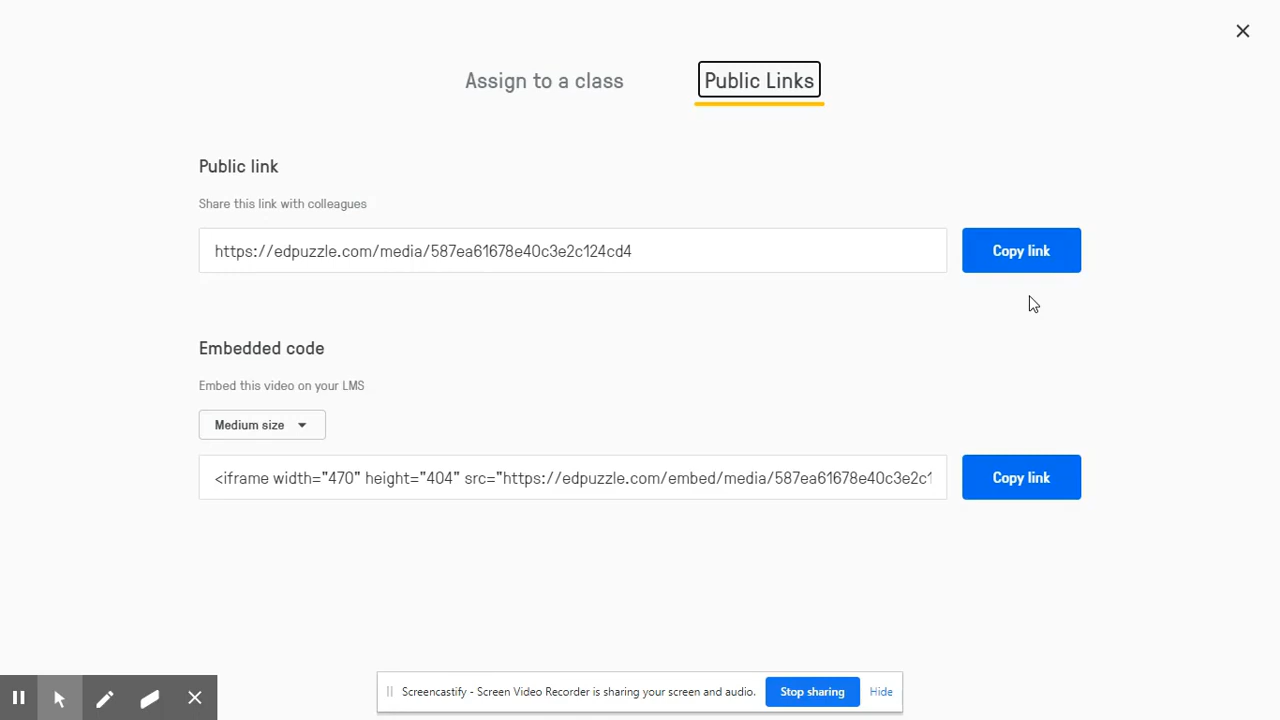 Assign to a class
Public Links
Public link
Share this link with colleagues
https://edpuzzle.com/media/587ea61678e40c3e2c124cd4
Copy link
Embedded code
Embed this video on your LMS
Medium size
<iframe width="470" height="404" src="https://edpuzzle.com/embed/media/587ea61678e40c3e2c1
Copy link
Screencastify - Screen Video Recorder is sharing your screen and audio.
Stop sharing
Hide